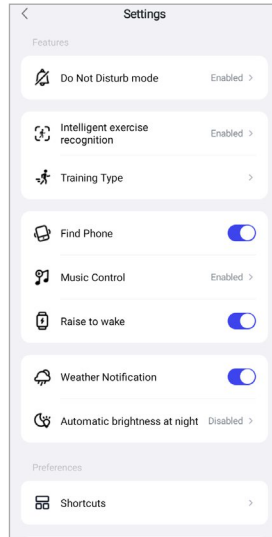 Settings
Features
Do Not Disturb mode
Enabled
Intelligent exercise
recognition
Enabled
Training Type
Find Phone
Music Control
Enabled
Raise to wake
Weather Notification
Automatic brightness at night
Disabled
Preferences
Shortcuts